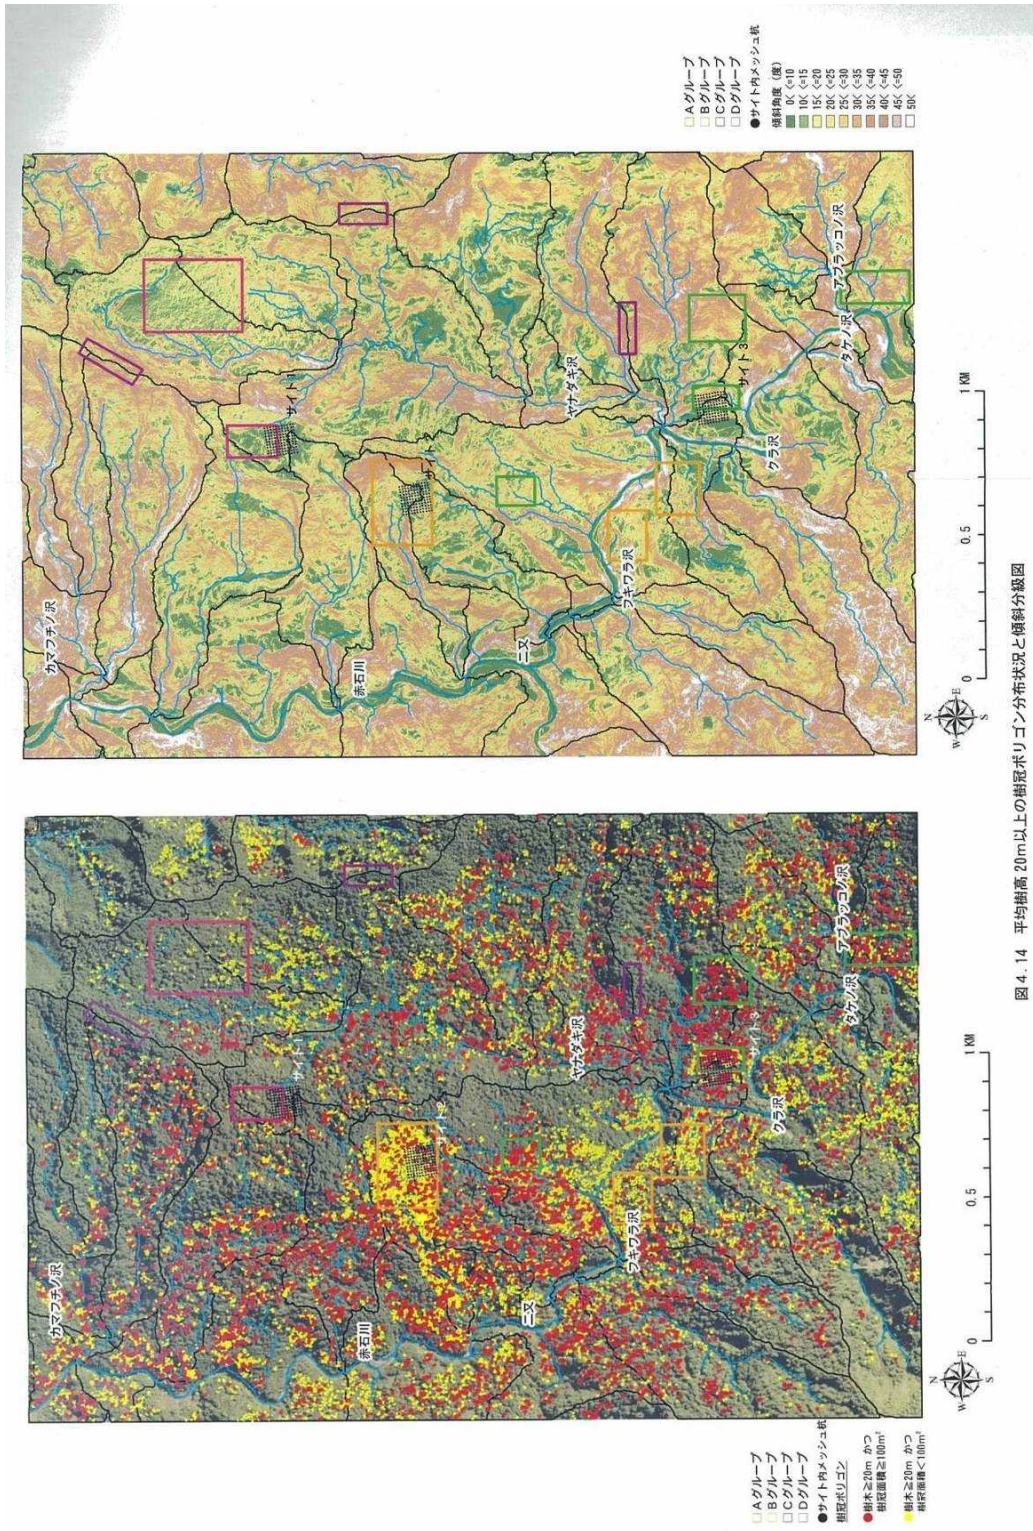 カマフチノ沢
赤石川
二又
フキワラ沢
ヤナダキ沢
クラ沢
タケノ沢
アブラッコノ沢
サイト1
サイト2
サイト3
□Aグループ
□Bグループ
□Cグループ
□Dグループ
●サイト内メッシュ杭
樹冠ポリゴン
●樹木≧20m かつ
樹冠面積≧100m²
●樹木≧20m かつ
樹冠面積<100m²
N
W
E
S
0
0.5
1 KM
カマフチノ沢
赤石川
二又
フキワラ沢
ヤナダキ沢
クラ沢
タケノ沢
アブラッコノ沢
サイト1
サイト3
□Aグループ
□Bグループ
□Cグループ
□Dグループ
●サイト内メッシュ杭
傾斜角度 (度)
0< <=10
10< <=15
15< <=20
20< <=25
25< <=30
30< <=35
35< <=40
40< <=45
45< <=50
50<
N
W
E
S
0
0.5
1 KM
図 4.14 平均樹高 20m以上の樹冠ポリゴン分布状況と傾斜分級図